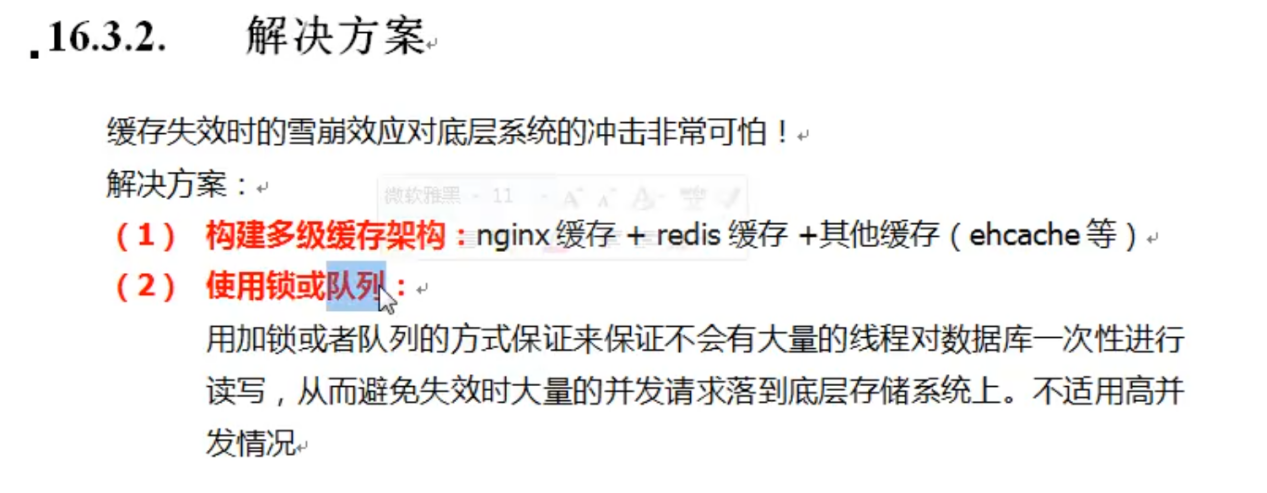 16.3.2. 解决方案
缓存失效时的雪崩效应对底层系统的冲击非常可怕！
解决方案：
微软雅黑 11
（1） 构建多级缓存架构：nginx 缓存 + redis 缓存 +其他缓存（ehcache 等）
（2） 使用锁或队列：
用加锁或者队列的方式保证来保证不会有大量的线程对数据库一次性进行
读写，从而避免失效时大量的并发请求落到底层存储系统上。不适用高并
发情况